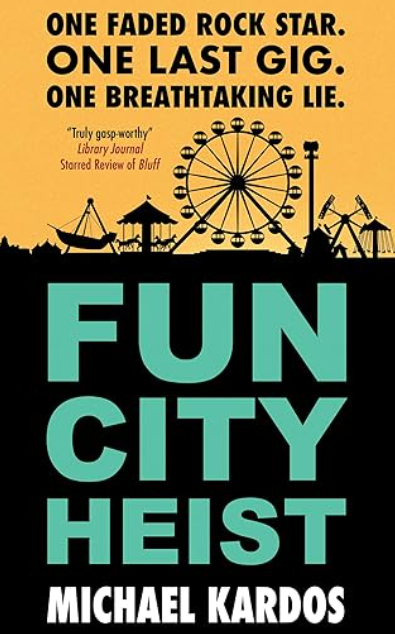 ONE FADED ROCK STAR.
ONE LAST GIG.
ONE BREATHTAKING LIE.
"Truly gasp-worthy"
Library Journal
Starred Review of Bluff
FUN
CITY
HEIST
MICHAEL KARDOS